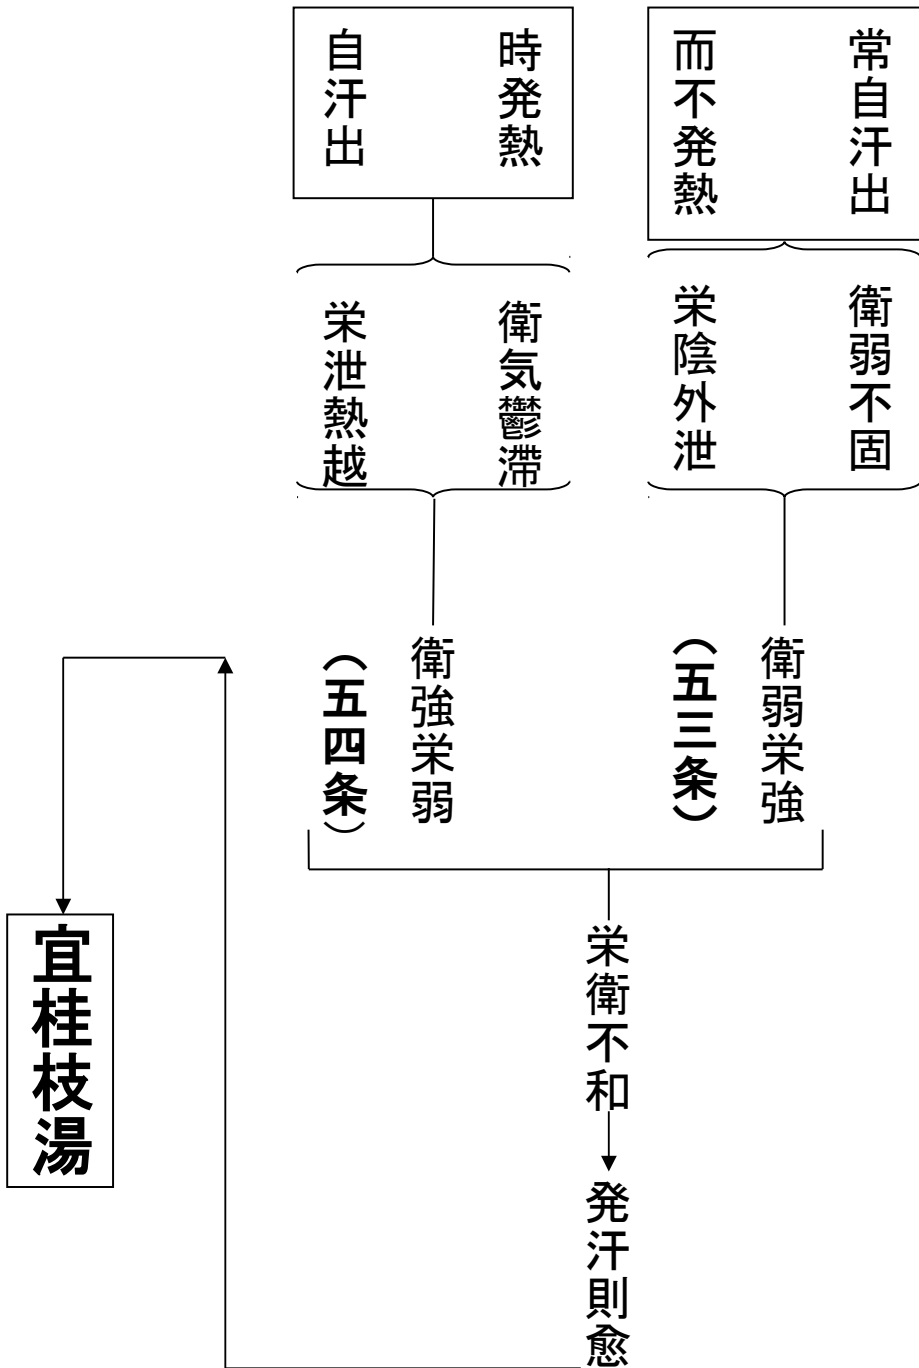 常自汗出
而不発熱
衛弱不固
栄陰外泄
衛弱栄強
（五三条）
時発熱
自汗出
衛気鬱滞
栄泄熱越
衛強栄弱
（五四条）
栄衛不和
発汗則愈
宜桂枝湯